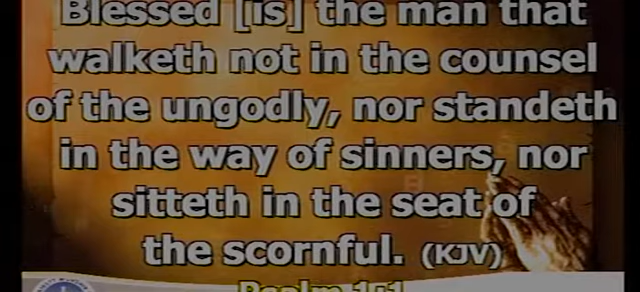 Blessed [is] the man that
walketh not in the counsel
of the ungodly, nor standeth
in the way of sinners, nor
sitteth in the seat of
the scornful. (KJV)
Psalm 1:1